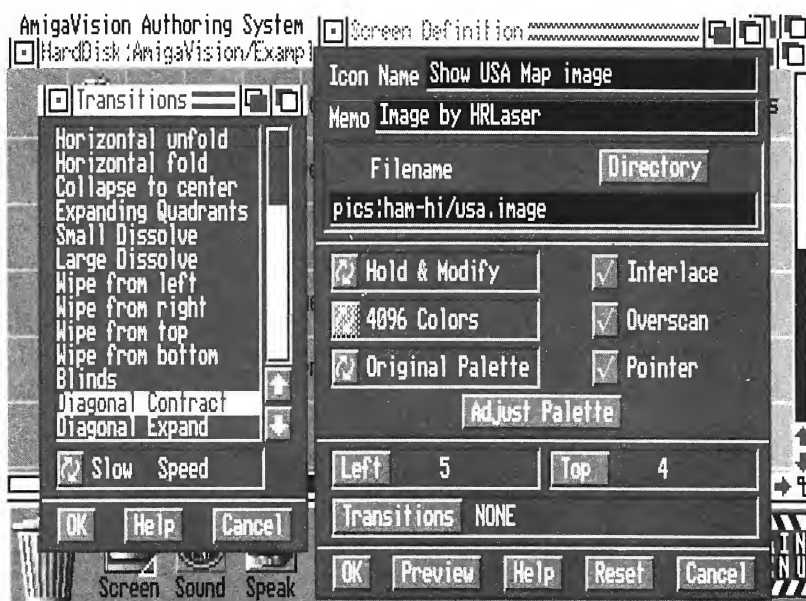 AmigaVision Authoring System
HardDisk:AmigaVision/Exampl
Transitions
Horizontal unfold
Horizontal fold
Collapse to center
Expanding Quadrants
Small Dissolve
Large Dissolve
Wipe from left
Wipe from right
Wipe from top
Wipe from bottom
Blinds
Diagonal Contract
Diagonal Expand
Slow Speed
OK Help Cancel
Screen Sound Speak
Screen Definition
Icon Name Show USA Map image
Memo Image by HRLaser
Filename Directory
pics:ham-hi/usa.image
Hold & Modify Interlace
4096 Colors Overscan
Original Palette Pointer
Adjust Palette
Left 5 Top 4
Transitions NONE
OK Preview Help Reset Cancel